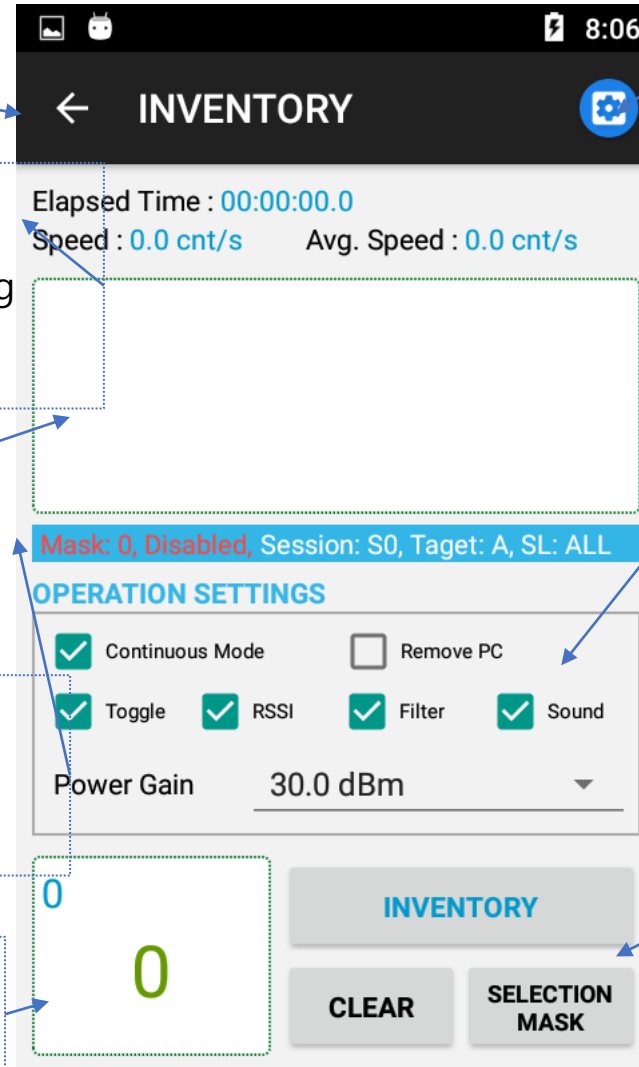 8:06
INVENTORY
Elapsed Time : 00:00:00.0
Speed : 0.0 cnt/s Avg. Speed : 0.0 cnt/s
g
Mask: 0, Disabled, Session: S0, Taget: A, SL: ALL
OPERATION SETTINGS
Continuous Mode Remove PC
Toggle RSSI Filter Sound
Power Gain 30.0 dBm
0
0
INVENTORY
CLEAR
SELECTION
MASK